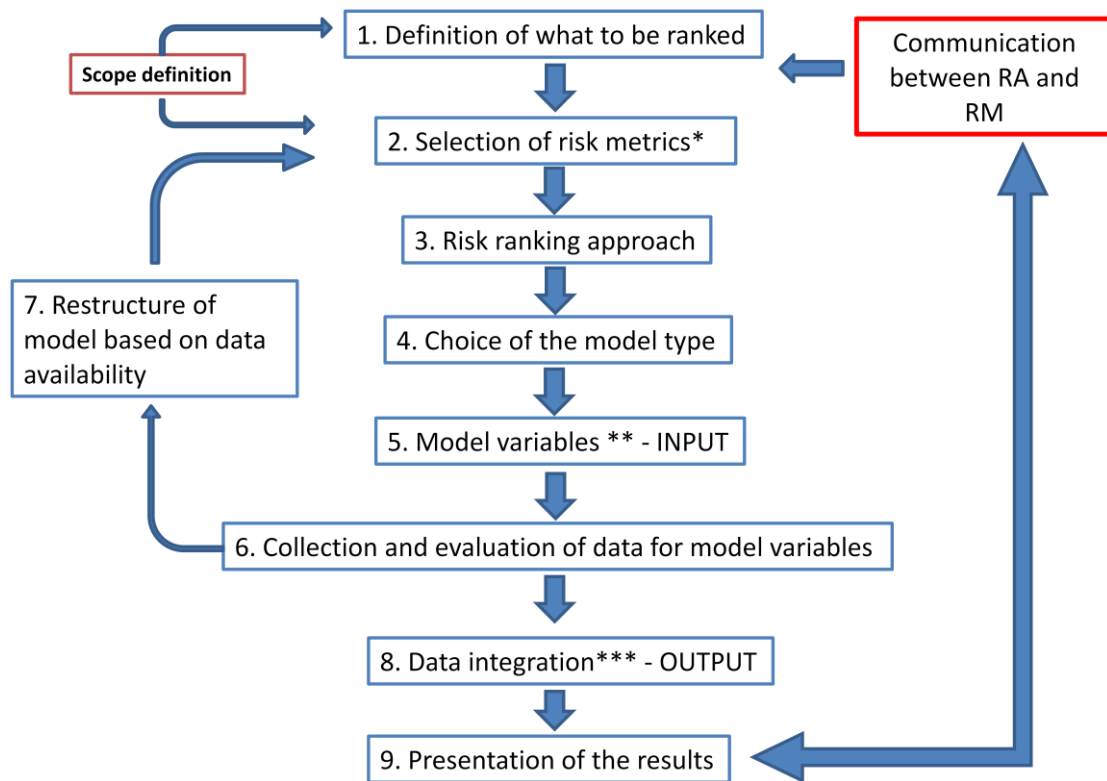 1. Definition of what to be ranked
Scope definition
Communication
between RA and
RM
2. Selection of risk metrics*
3. Risk ranking approach
7. Restructure of
model based on data
availability
4. Choice of the model type
5. Model variables ** - INPUT
6. Collection and evaluation of data for model variables
8. Data integration*** - OUTPUT
9. Presentation of the results